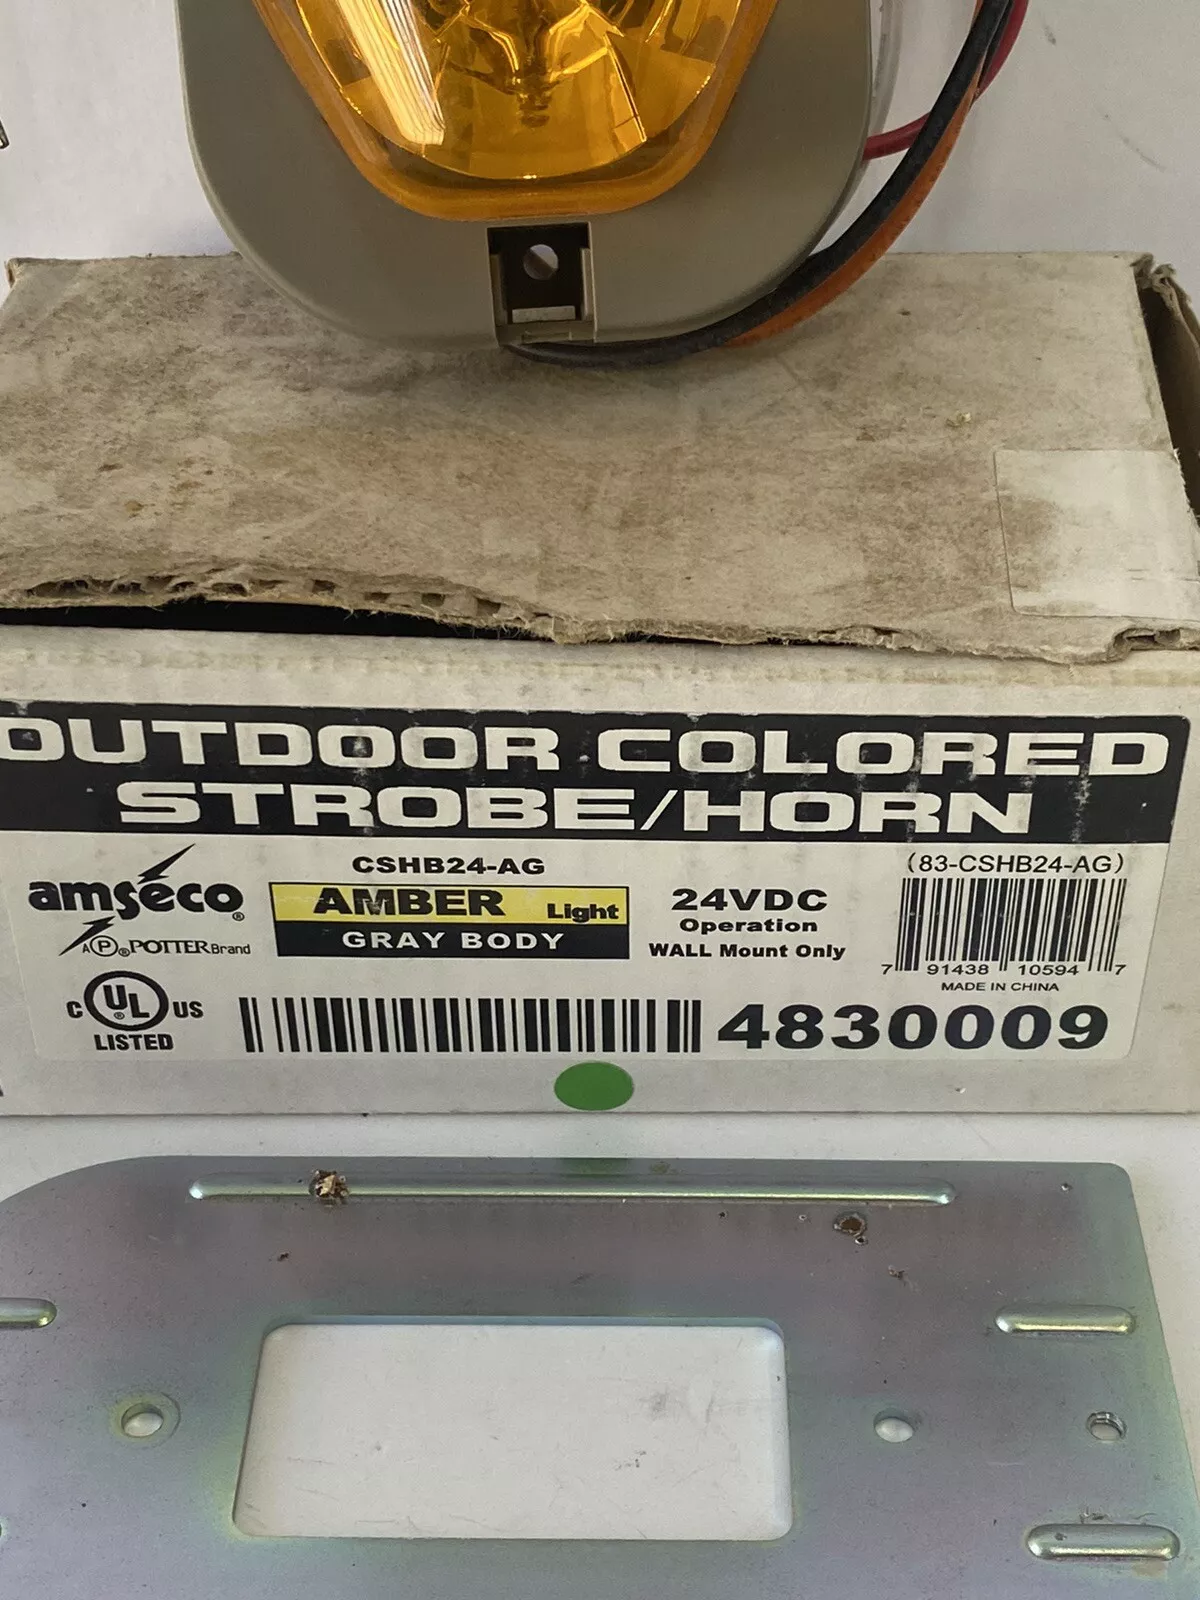 OUTDOOR COLORED
STROBE/HORN
amseco®
A P® POTTER Brand
C UL® US
LISTED
CSHB24-AG
AMBER Light
GRAY BODY
24VDC
Operation
WALL Mount Only
(83-CSHB24-AG)
7 91438 10594 7
MADE IN CHINA
4830009